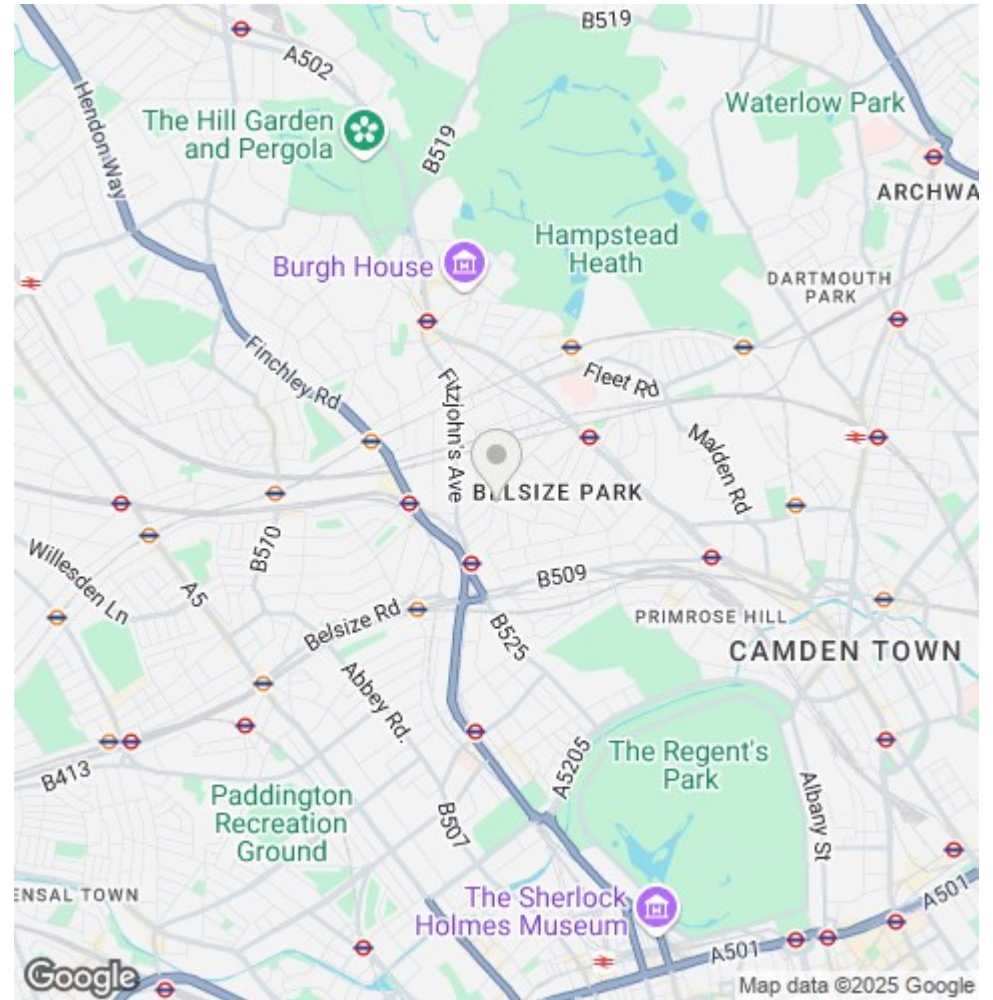 B519
A502
Waterlow Park
The Hill Garden
and Pergola
B519
Hendon Way
ARCHWA
Hampstead
Heath
Burgh House
DARTMOUTH
PARK
Finchley Rd
Fitzjohn's Ave
Fleet Rd
Malden Rd
BELSIZE PARK
B510
Willesden Ln
A5
B509
Belsize Rd
B525
PRIMROSE HILL
CAMDEN TOWN
Abbey Rd.
The Regent's
Park
A5205
B413
Paddington
Recreation
Ground
B507
Albany St
ENSAL TOWN
The Sherlock
Holmes Museum
A501
A501
Google
Map data ©2025 Google